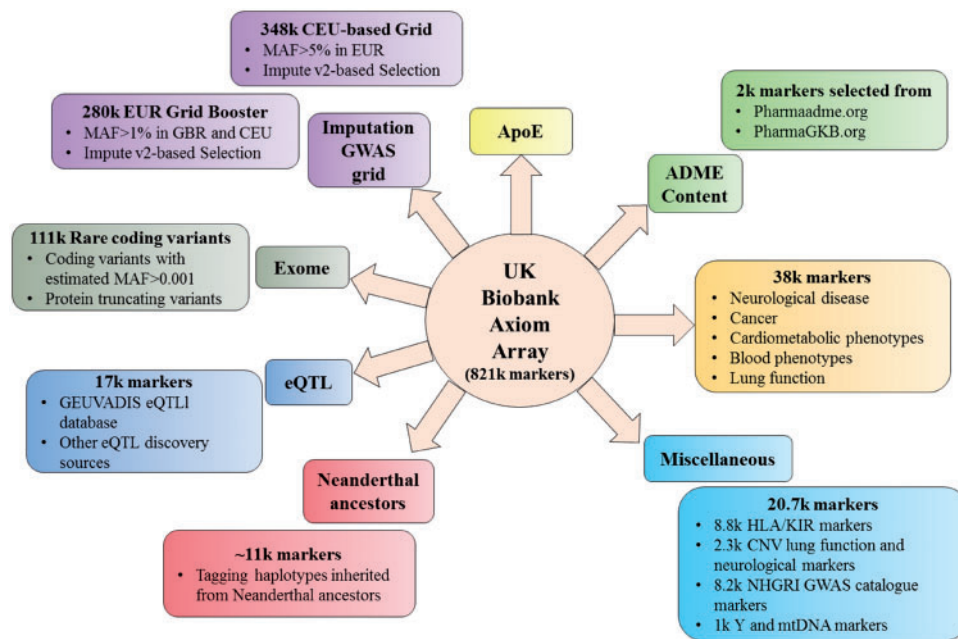 348k CEU-based Grid
• MAF>5% in EUR
• Impute v2-based Selection
280k EUR Grid Booster
• MAF>1% in GBR and CEU
• Impute v2-based Selection
Imputation
GWAS
grid
ApoE
2k markers selected from
• Pharmaadme.org
• PharmaGKB.org
ADME
Content
111k Rare coding variants
• Coding variants with
estimated MAF>0.001
• Protein truncating variants
Exome
UK
Biobank
Axiom
Array
(821k markers)
38k markers
• Neurological disease
• Cancer
• Cardiometabolic phenotypes
• Blood phenotypes
• Lung function
17k markers
• GEUVADIS eQTLl
database
• Other eQTL discovery
sources
eQTL
Neanderthal
ancestors
~11k markers
• Tagging haplotypes inherited
from Neanderthal ancestors
Miscellaneous
20.7k markers
• 8.8k HLA/KIR markers
• 2.3k CNV lung function and
neurological markers
• 8.2k NHGRI GWAS catalogue
markers
• 1k Y and mtDNA markers